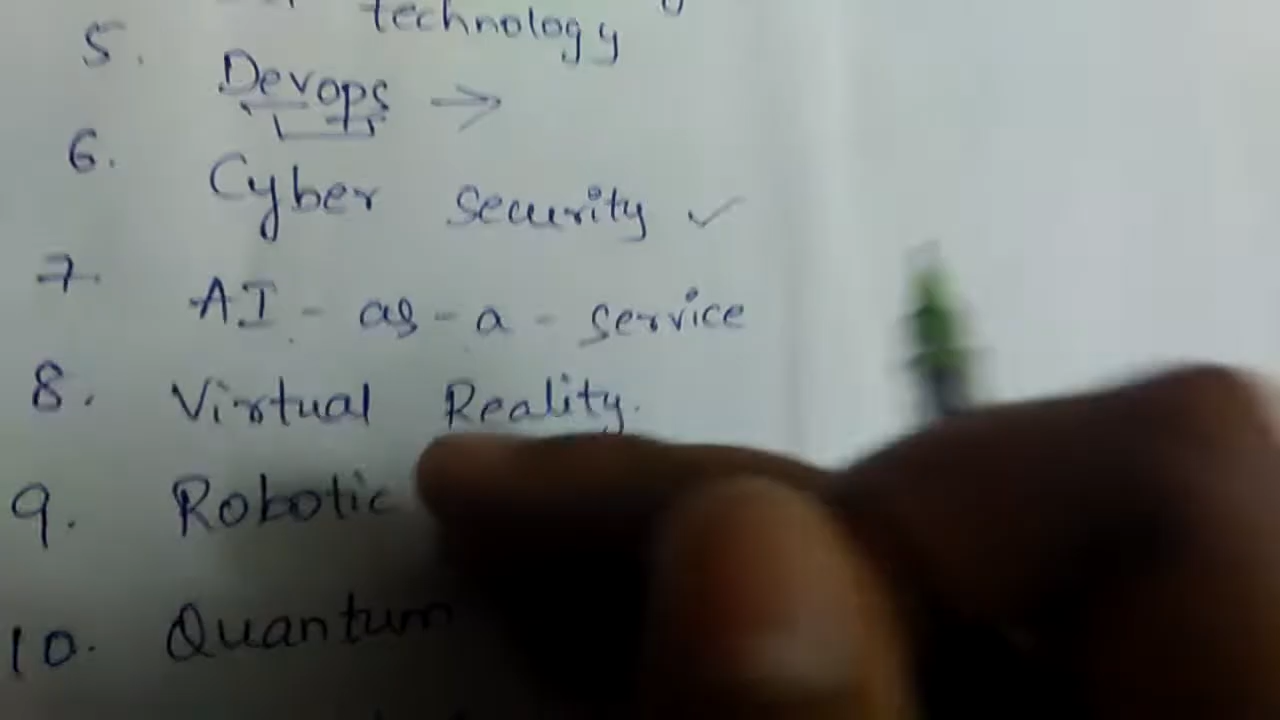 technology
5. Devops →
6. Cyber security ✓
7. AI - as - a - service
8. Virtual Reality.
9. Robotic
10. Quantum